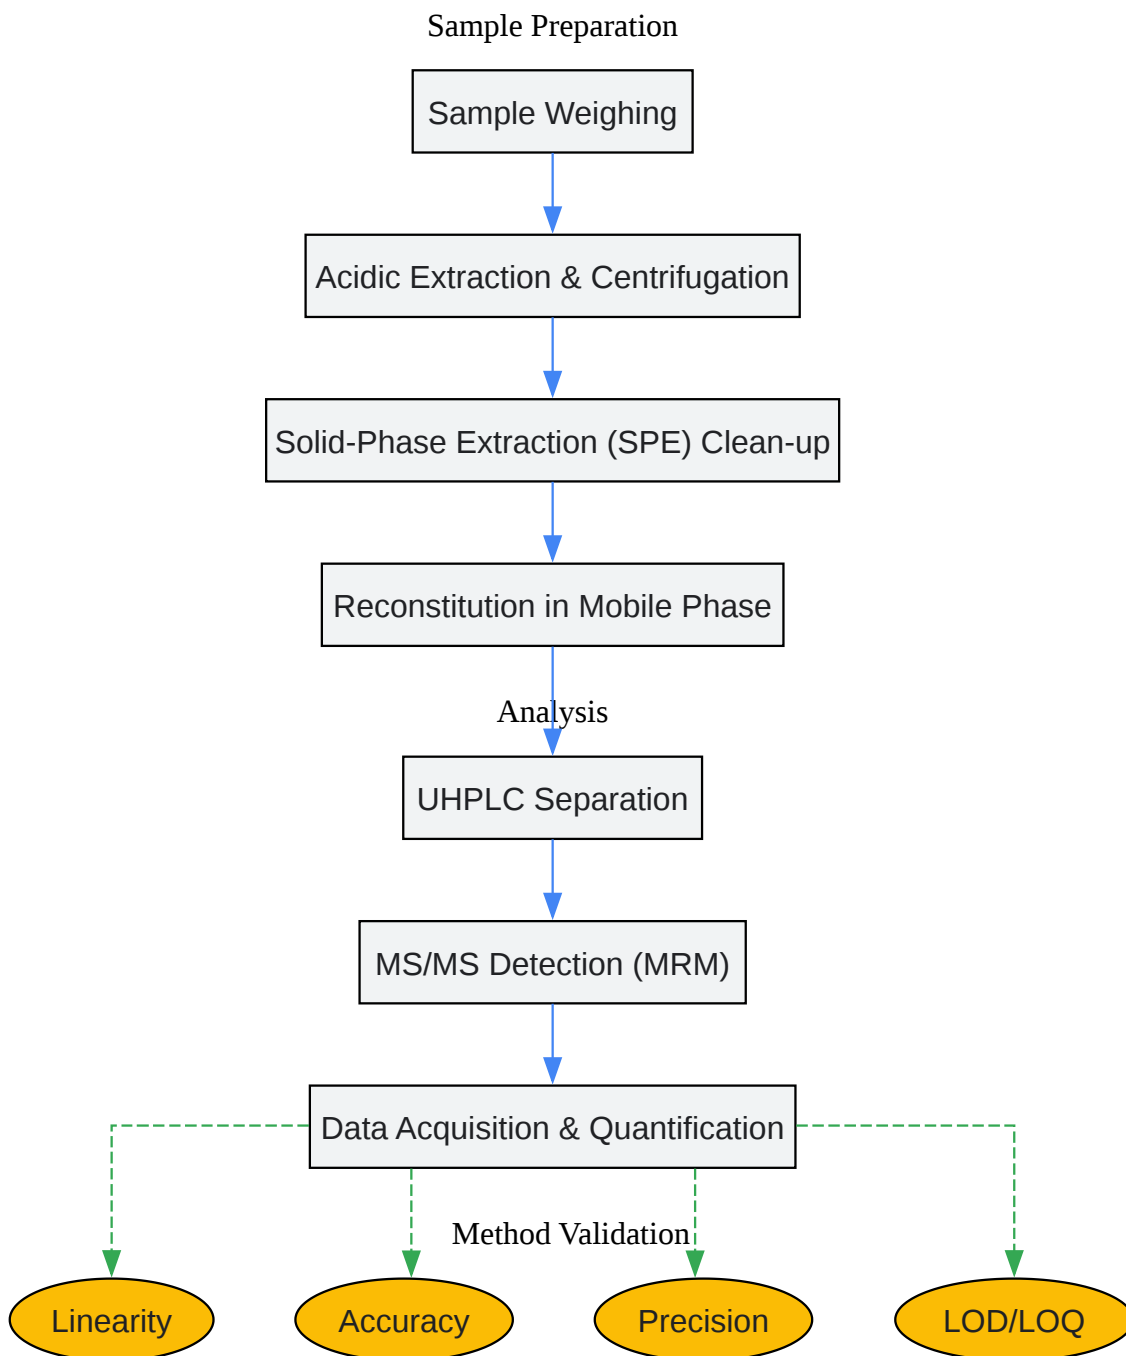 Sample Preparation
Sample Weighing
Acidic Extraction & Centrifugation
Solid-Phase Extraction (SPE) Clean-up
Reconstitution in Mobile Phase
Analysis
UHPLC Separation
MS/MS Detection (MRM)
Data Acquisition & Quantification
Method Validation
Linearity
Accuracy
Precision
LOD/LOQ